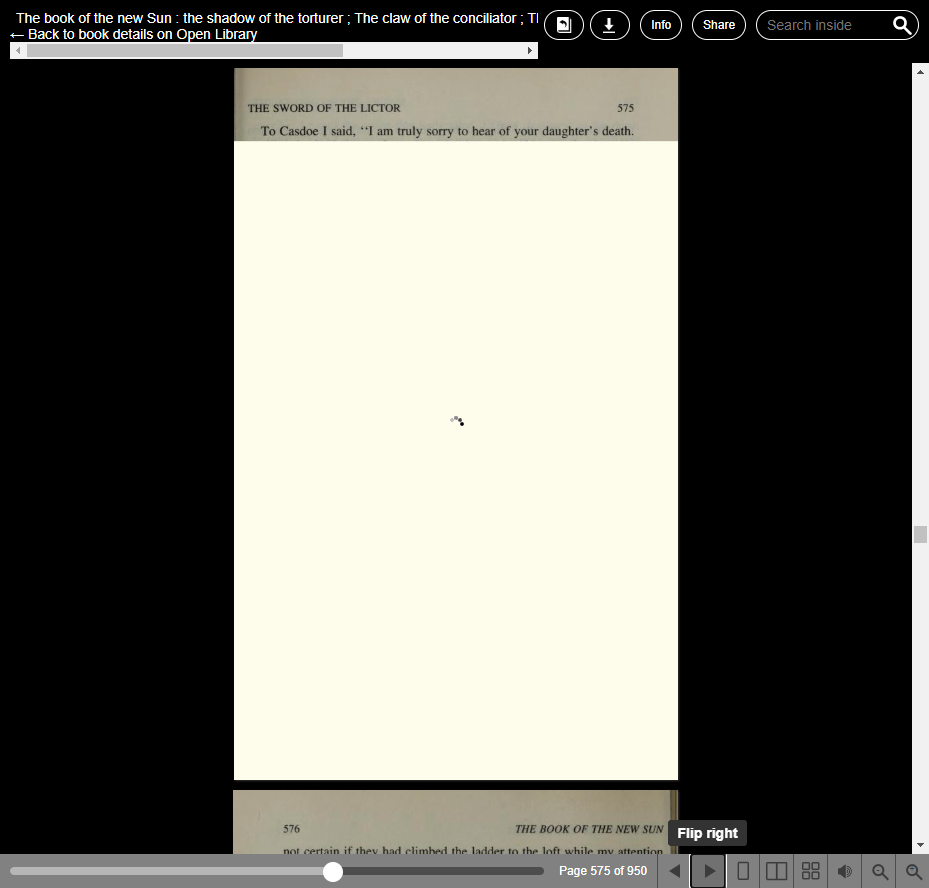 The book of the new Sun : the shadow of the torturer ; The claw of the conciliator ;
← Back to book details on Open Library
Info
Share
Search inside
THE SWORD OF THE LICTOR 575
To Casdoe I said, ‘‘I am truly sorry to hear of your daughter’s death.
576 THE BOOK OF THE NEW SUN
not certain if they had climbed the ladder to the loft while my attention
Flip right
Page 575 of 950